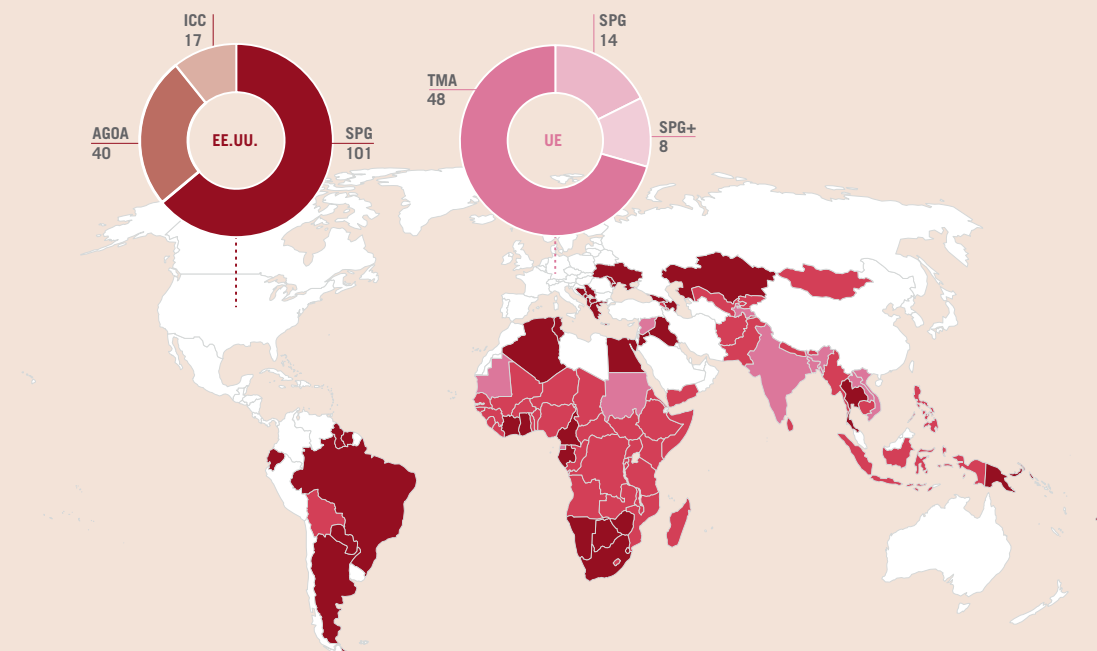 ICC
17
AGOA
40
EE.UU.
SPG
101
SPG
14
TMA
48
UE
SPG+
8